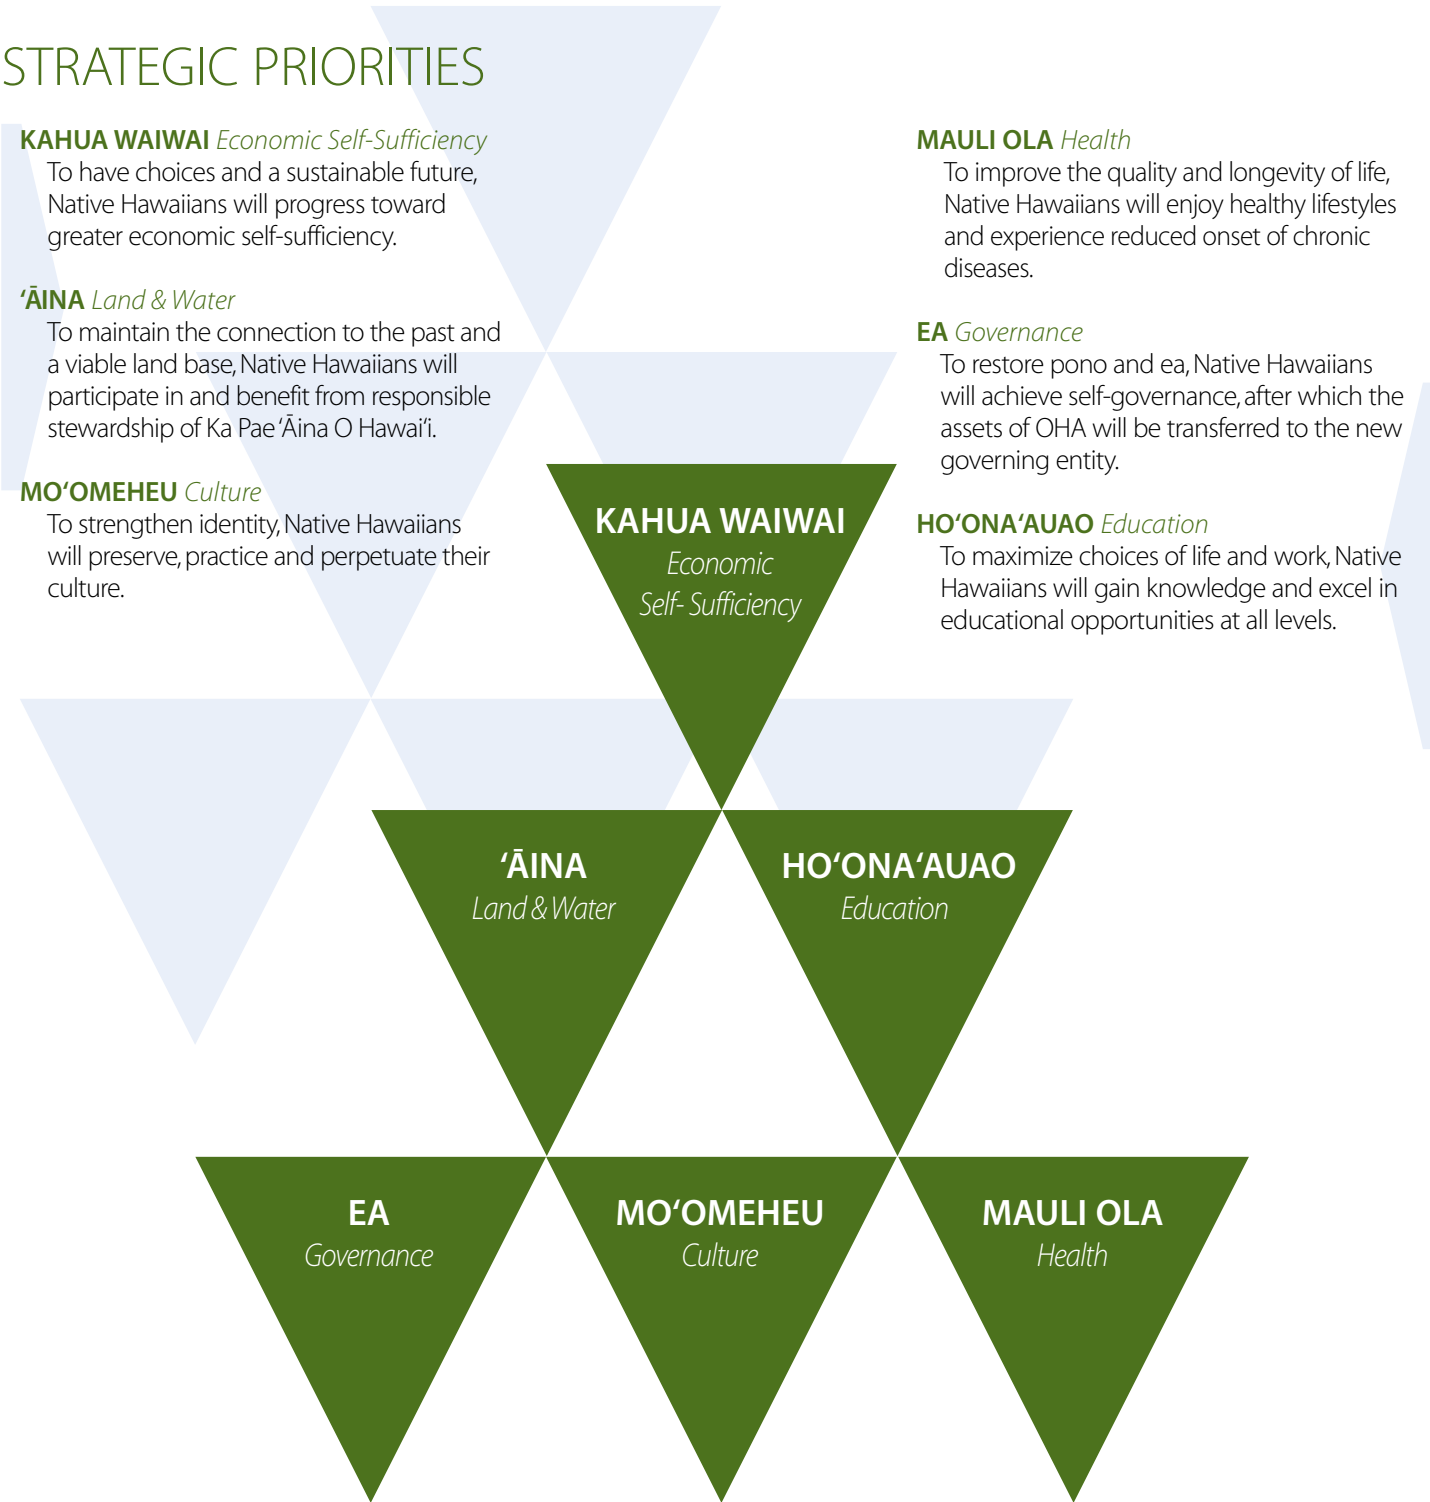 STRATEGIC PRIORITIES
KAHUA WAIWAI Economic Self-Sufficiency
To have choices and a sustainable future,
Native Hawaiians will progress toward
greater economic self-sufficiency.
ʻĀINA Land & Water
To maintain the connection to the past and
a viable land base, Native Hawaiians will
participate in and benefit from responsible
stewardship of Ka Pae ʻĀina O Hawaiʻi.
MOʻOMEHEU Culture
To strengthen identity, Native Hawaiians
will preserve, practice and perpetuate their
culture.
MAULI OLA Health
To improve the quality and longevity of life,
Native Hawaiians will enjoy healthy lifestyles
and experience reduced onset of chronic
diseases.
EA Governance
To restore pono and ea, Native Hawaiians
will achieve self-governance, after which the
assets of OHA will be transferred to the new
governing entity.
HOʻONAʻAUAO Education
To maximize choices of life and work, Native
Hawaiians will gain knowledge and excel in
educational opportunities at all levels.
KAHUA WAIWAI
Economic
Self- Sufficiency
ʻĀINA
Land & Water
HOʻONAʻAUAO
Education
EA
Governance
MOʻOMEHEU
Culture
MAULI OLA
Health